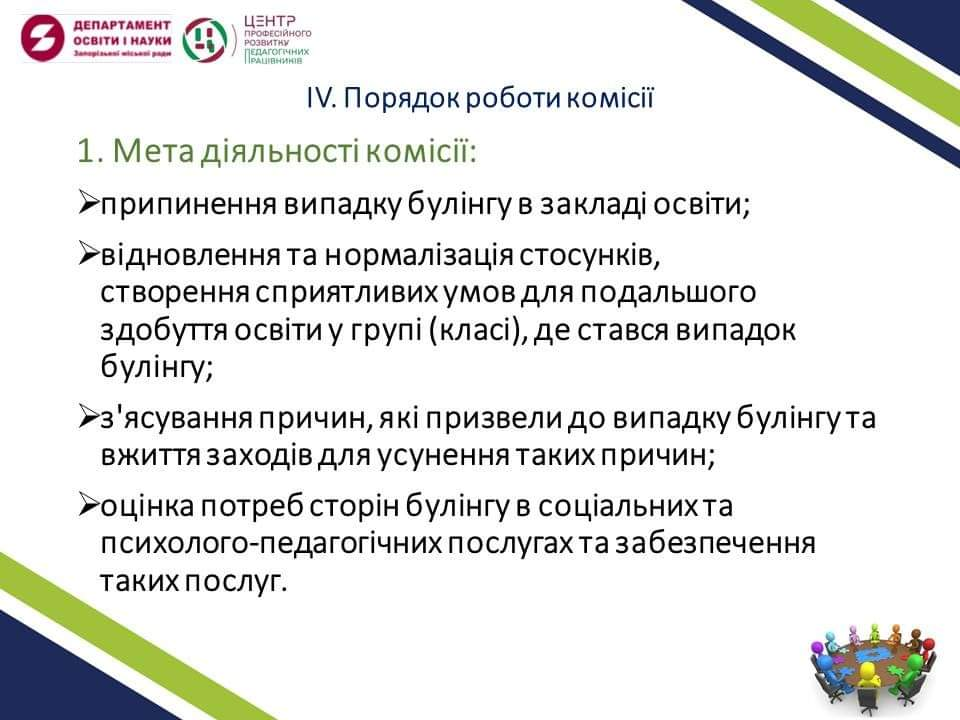 ДЕПАРТАМЕНТ
ОСВІТИ І НАУКИ
Запорізької міської ради
ЦЕНТР
ПРОФЕСІЙНОГО
РОЗВИТКУ
ПЕДАГОГІЧНИХ
ПРАЦІВНИКІВ
IV. Порядок роботи комісії
1. Мета діяльності комісії:
➢припинення випадку булінгу в закладі освіти;
➢відновлення та нормалізація стосунків,
створення сприятливих умов для подальшого
здобуття освіти у групі (класі), де стався випадок
булінгу;
➢з'ясування причин, які призвели до випадку булінгу та
вжиття заходів для усунення таких причин;
➢оцінка потреб сторін булінгу в соціальних та
психолого-педагогічних послугах та забезпечення
таких послуг.